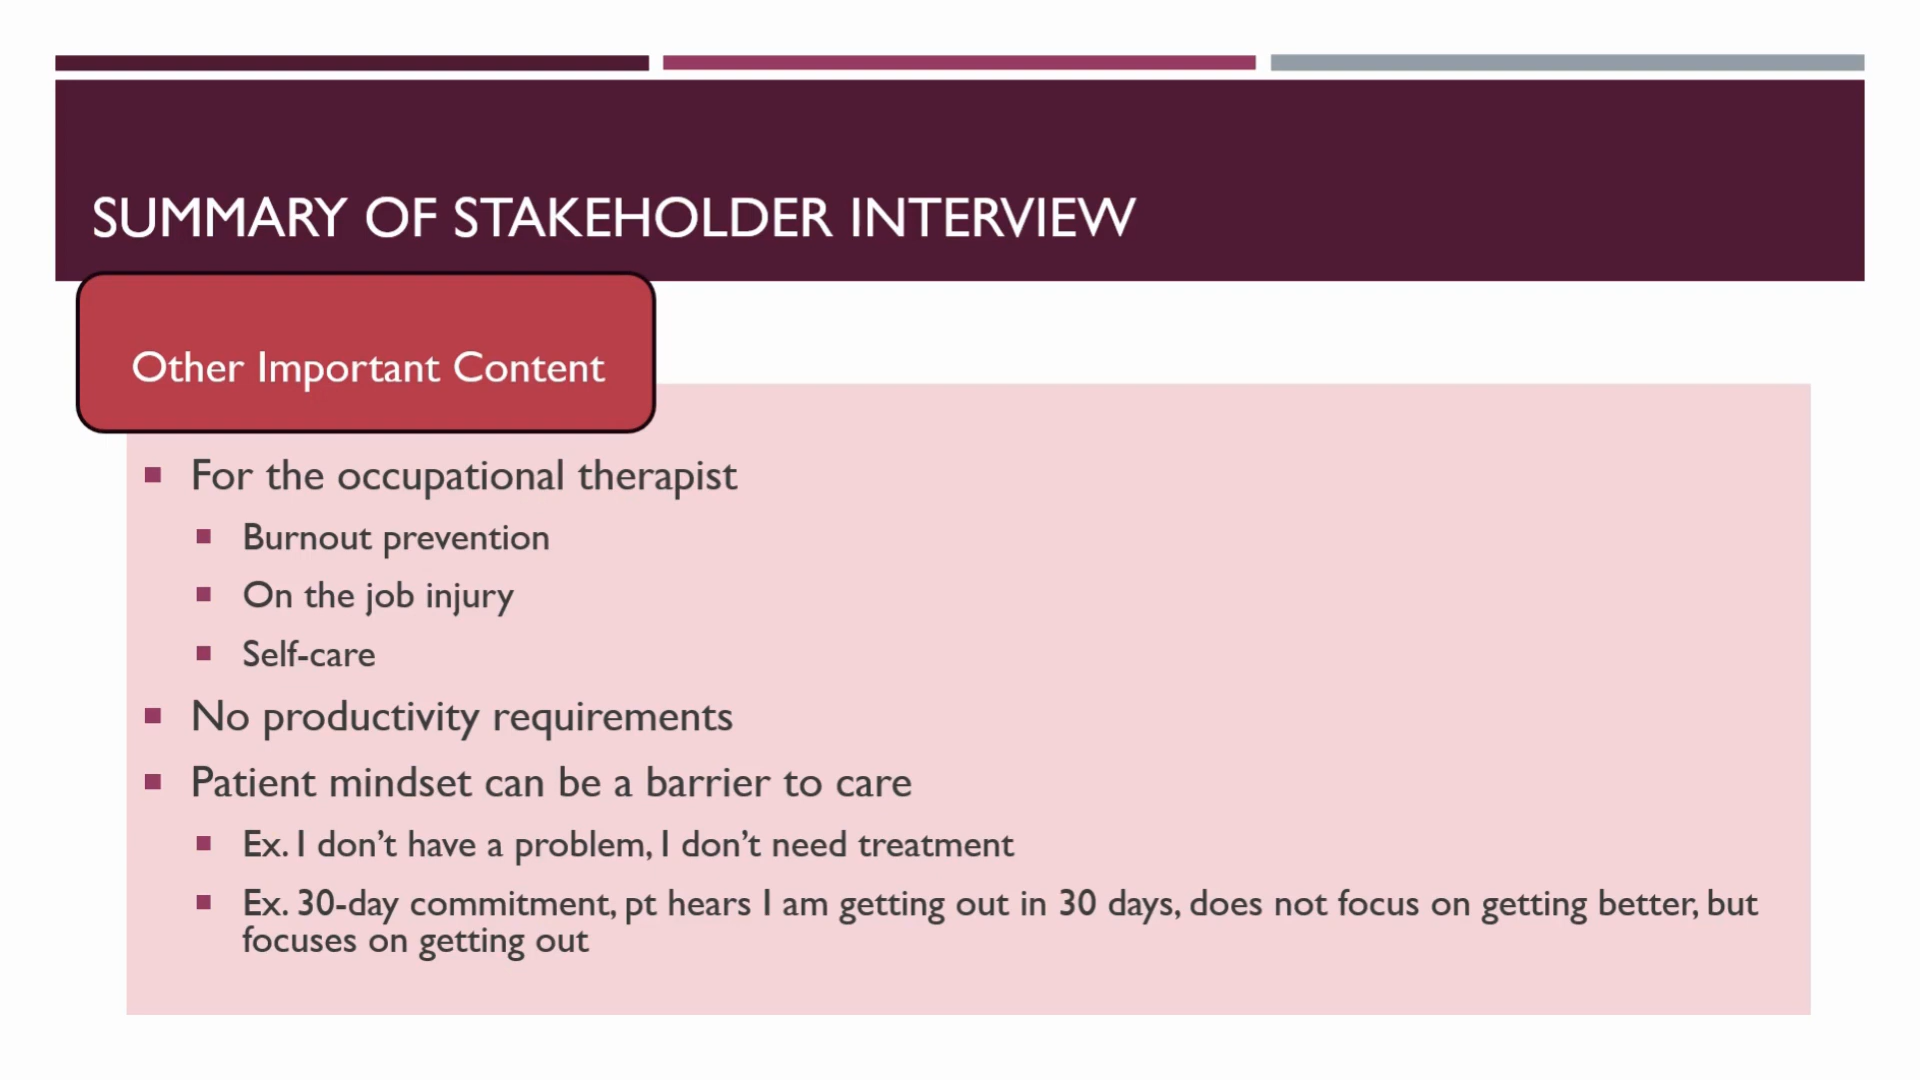 SUMMARY OF STAKEHOLDER INTERVIEW
Other Important Content
For the occupational therapist
Burnout prevention
On the job injury
Self-care
No productivity requirements
Patient mindset can be a barrier to care
Ex. I don’t have a problem, I don’t need treatment
Ex. 30-day commitment, pt hears I am getting out in 30 days, does not focus on getting better, but
focuses on getting out